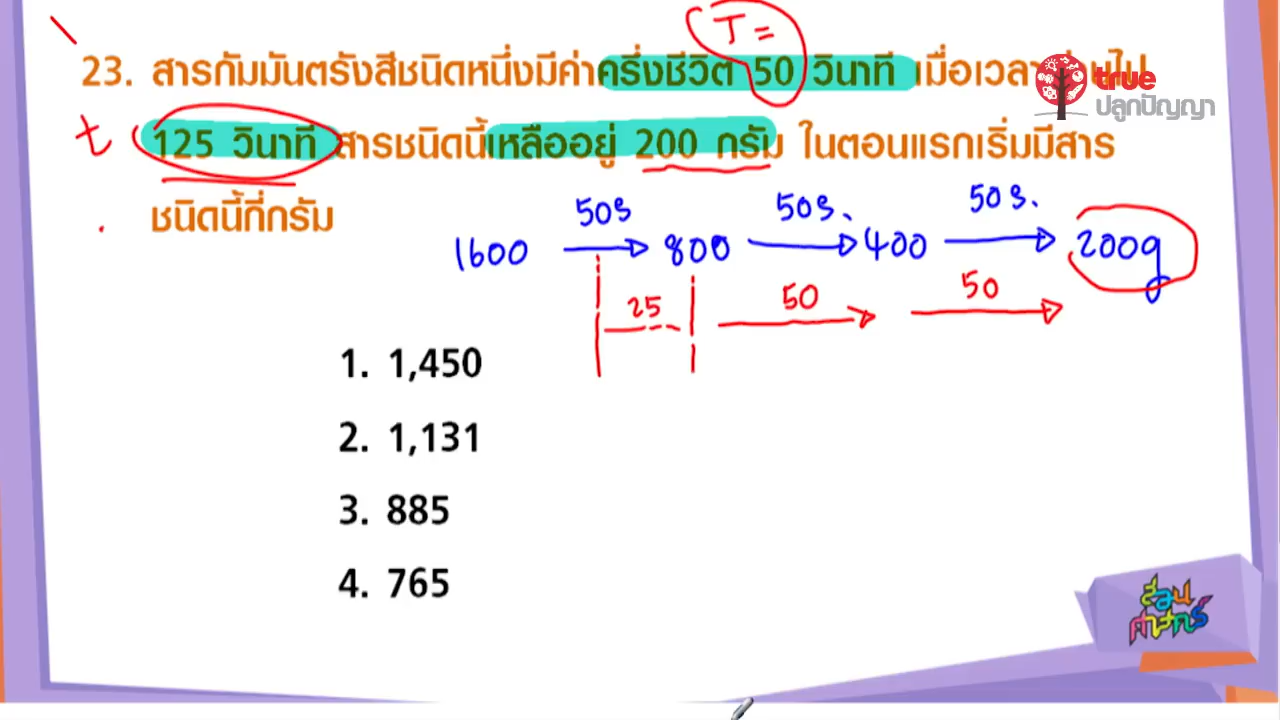 T =
23. สารกัมมันตรังสีชนิดหนึ่งมีค่าครึ่งชีวิต 50 วินาที เมื่อเวลา ไป
true
ปลูกปัญญา
t 125 วินาที สารชนิดนี้เหลืออยู่ 200 กรัม ในตอนแรกเริ่มมีสาร
ชนิดนี้กี่กรัม
50s 50s. 50s.
1600 800 400 200g
25 50 50
1. 1,450
2. 1,131
3. 885
4. 765
สอน
ศาสตร์